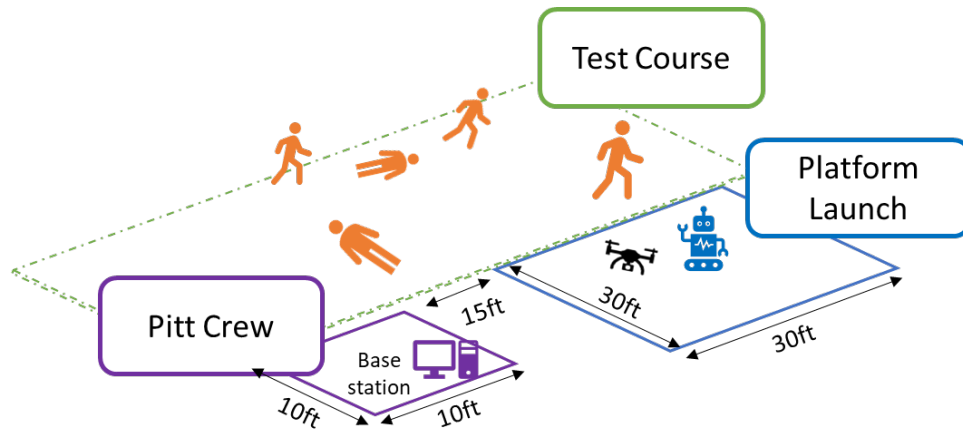 Test Course
Platform
Launch
Pitt Crew
15ft
30ft
30ft
Base
station
10ft
10ft